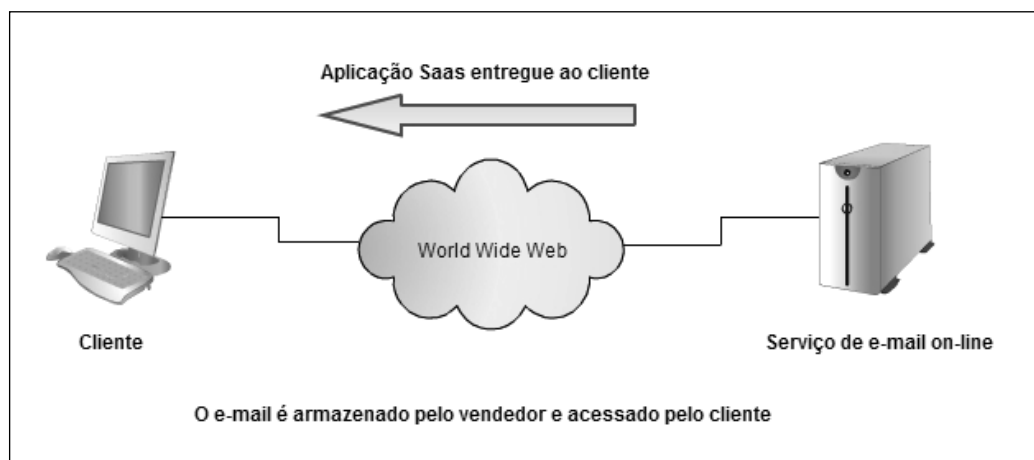 Aplicação Saas entregue ao cliente
World Wide Web
Cliente
Serviço de e-mail on-line
O e-mail é armazenado pelo vendedor e acessado pelo cliente